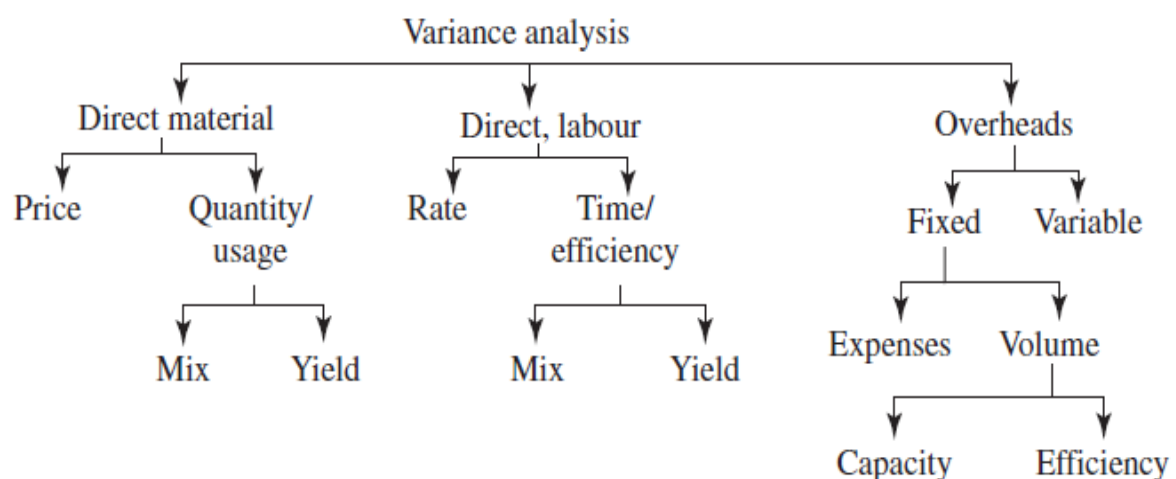 Variance analysis
Direct material
Direct, labour
Overheads
Price
Quantity/
usage
Rate
Time/
efficiency
Fixed
Variable
Mix
Yield
Mix
Yield
Expenses
Volume
Capacity
Efficiency